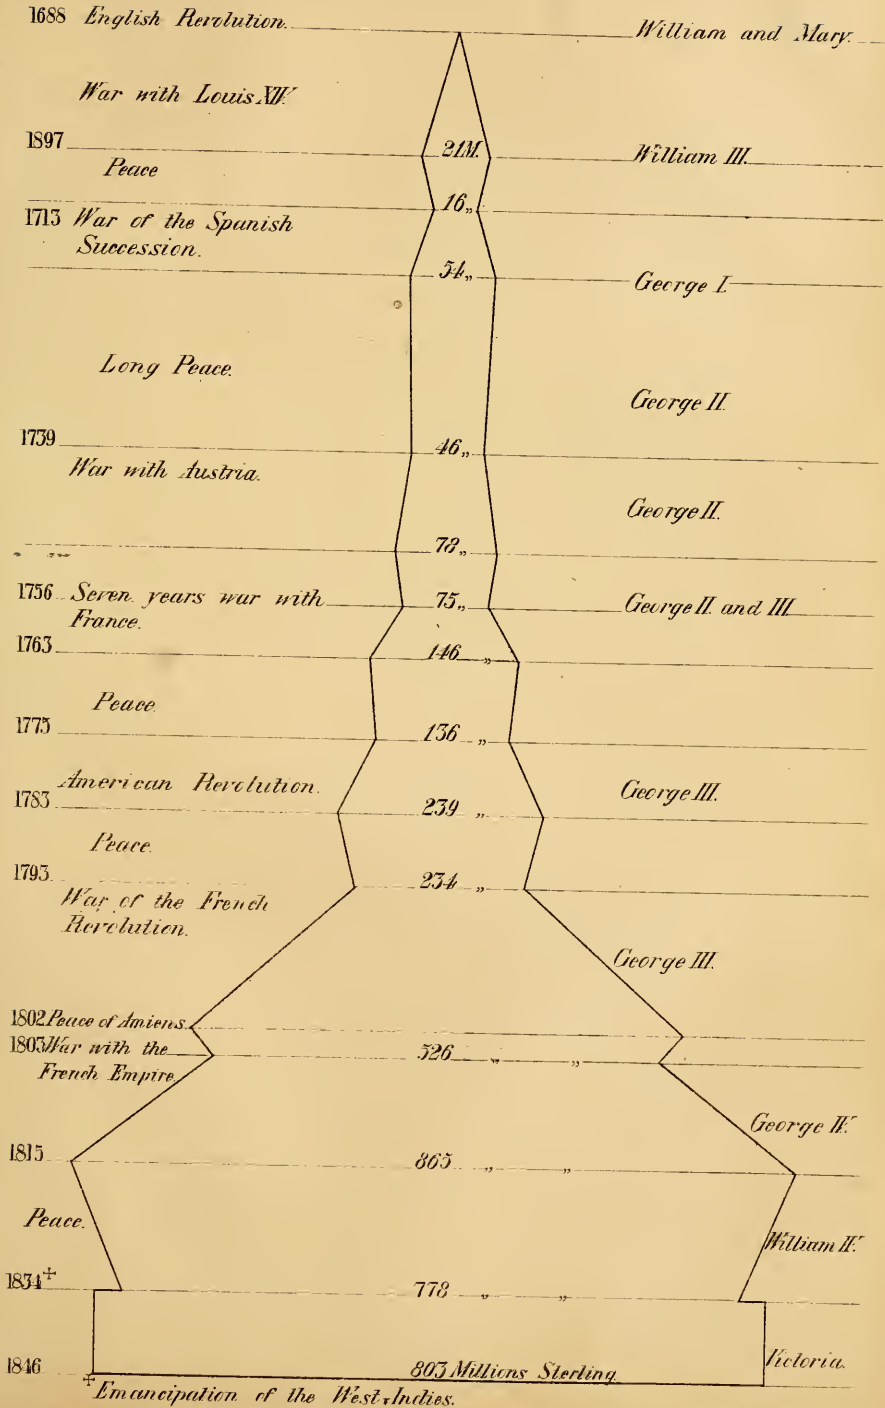 1688 English Revolution. William and Mary.
War with Louis XIV.
1897 21M. William III.
Peace
16 „
1713 War of the Spanish
Succession.
54 „ George I.
Long Peace.
George II.
1739 46 „
War with Austria.
George II.
78 „
1756 Seven years war with 75 „ George II. and III.
France.
1763 146 „
Peace
1775 136 „
American Revolution. George III.
1783 239 „
Peace.
1793. 234 „
War of the French
Revolution.
George III.
1802 Peace of Amiens.
1803 War with the 526 „ „
French Empire.
George IV.
1815 865 „ „
Peace.
William IV.
1834+ 778 „ „
Victoria.
1846 803 Millions Sterling
+Emancipation of the West Indies.